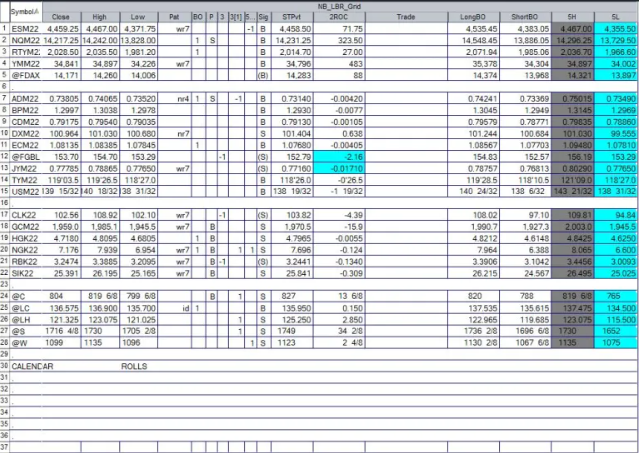 NB_LBR_Grid
Symbol Close High Low Pat BO P 3 3[1] 5... Sig STPvt 2ROC Trade LongBO ShortBO 5H 5L
1 ESM22 4,459.25 4,467.00 4,371.75 wr7 -1 B 4,458.50 71.75 4,535.45 4,383.05 4,467.00 4,355.50
2 NQM22 14,217.25 14,242.00 13,828.00 1 S B 14,231.25 323.50 14,548.45 13,886.05 14,296.25 13,729.50
3 RTYM2 2,028.50 2,035.50 1,981.20 1 B 2,014.70 27.00 2,071.94 1,985.06 2,036.70 1,966.60
4 YMM22 34,841 34,897 34,226 wr7 B 34,796 483 35,378 34,304 34,897 34,002
5 @FDAX 14,171 14,260 14,006 (B) 14,283 88 14,374 13,968 14,321 13,897
6
7 ADM22 0.73805 0.74065 0.73520 nr4 1 S -1 B 0.73140 -0.00420 0.74241 0.73369 0.75015 0.73490
8 BPM22 1.2997 1.3038 1.2978 B 1.2930 -0.0077 1.3045 1.2949 1.3145 1.2969
9 CDM22 0.79175 0.79540 0.79035 B 0.79130 -0.00105 0.79579 0.78771 0.79835 0.78860
10 DXM22 100.964 101.030 100.680 nr7 S 101.404 0.638 101.244 100.684 101.030 99.555
11 ECM22 1.08135 1.08385 1.07845 1 B 1.07680 -0.00405 1.08567 1.07703 1.09480 1.07810
12 @FGBL 153.70 154.70 153.29 -3 (S) 152.79 -2.16 154.83 152.57 156.19 153.29
13 JYM22 0.77785 0.78865 0.77650 wr7 (S) 0.77160 -0.01710 0.78757 0.76813 0.80290 0.77650
14 TYM22 119'03.5 119'26.5 118'27.0 B 118'26.0 -0'26.5 119'28.5 118'10.5 121'09.0 118'27.0
15 USM22 139 15/32 140 18/32 138 31/32 B 138 19/32 -1 19/32 140 24/32 138 6/32 143 21/32 138 31/32
16
17 CLK22 102.56 108.92 102.10 wr7 -3 (S) 103.82 -4.39 108.02 97.10 109.81 94.84
18 GCM22 1,959.0 1,985.1 1,945.5 wr7 B S 1,970.5 -15.9 1,990.7 1,927.3 2,003.0 1,945.5
19 HGK22 4.7180 4.8095 4.6805 1 B S 4.7965 -0.0055 4.8212 4.6148 4.8425 4.6250
20 NGK22 7.176 7.939 6.954 wr7 1 B 1 1 S 7.696 -0.124 7.964 6.388 8.065 6.600
21 RBK22 3.2474 3.3883 3.2095 wr7 B -3 (S) 3.2441 -0.1340 3.3906 3.1042 3.4456 3.0093
22 SIK22 25.391 26.195 25.165 wr7 B S 25.841 -0.309 26.215 24.567 26.495 25.025
23
24 @C 804 819 6/8 799 6/8 B 1 S 827 13 6/8 820 788 819 6/8 765
25 @LC 136.575 136.900 135.700 id 1 B 135.950 0.150 137.535 135.615 137.475 134.500
26 @LH 121.325 123.075 121.025 1 S 125.250 2.850 122.965 119.685 123.075 115.500
27 @S 1716 4/8 1730 1705 2/8 1 S 1749 34 2/8 1736 2/8 1696 6/8 1730 1652
28 @W 1099 1135 1096 1 S 1123 2 4/8 1130 2/8 1067 6/8 1135 1075
29
30 CALENDAR ROLLS
31
32
33
34
35
36
37